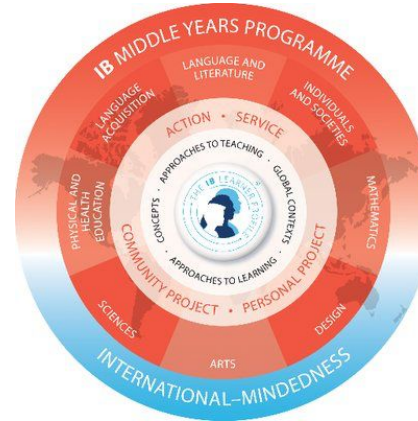 IB MIDDLE YEARS PROGRAMME
LANGUAGE AND
LITERATURE
INDIVIDUALS
AND SOCIETIES
MATHEMATICS
DESIGN
ARTS
SCIENCES
PHYSICAL AND
HEALTH
EDUCATION
LANGUAGE
ACQUISITION
ACTION • SERVICE
PERSONAL PROJECT
COMMUNITY PROJECT
APPROACHES TO TEACHING
GLOBAL CONTEXTS
APPROACHES TO LEARNING
CONCEPTS
THE IB LEARNER PROFILE
INTERNATIONAL–MINDEDNESS